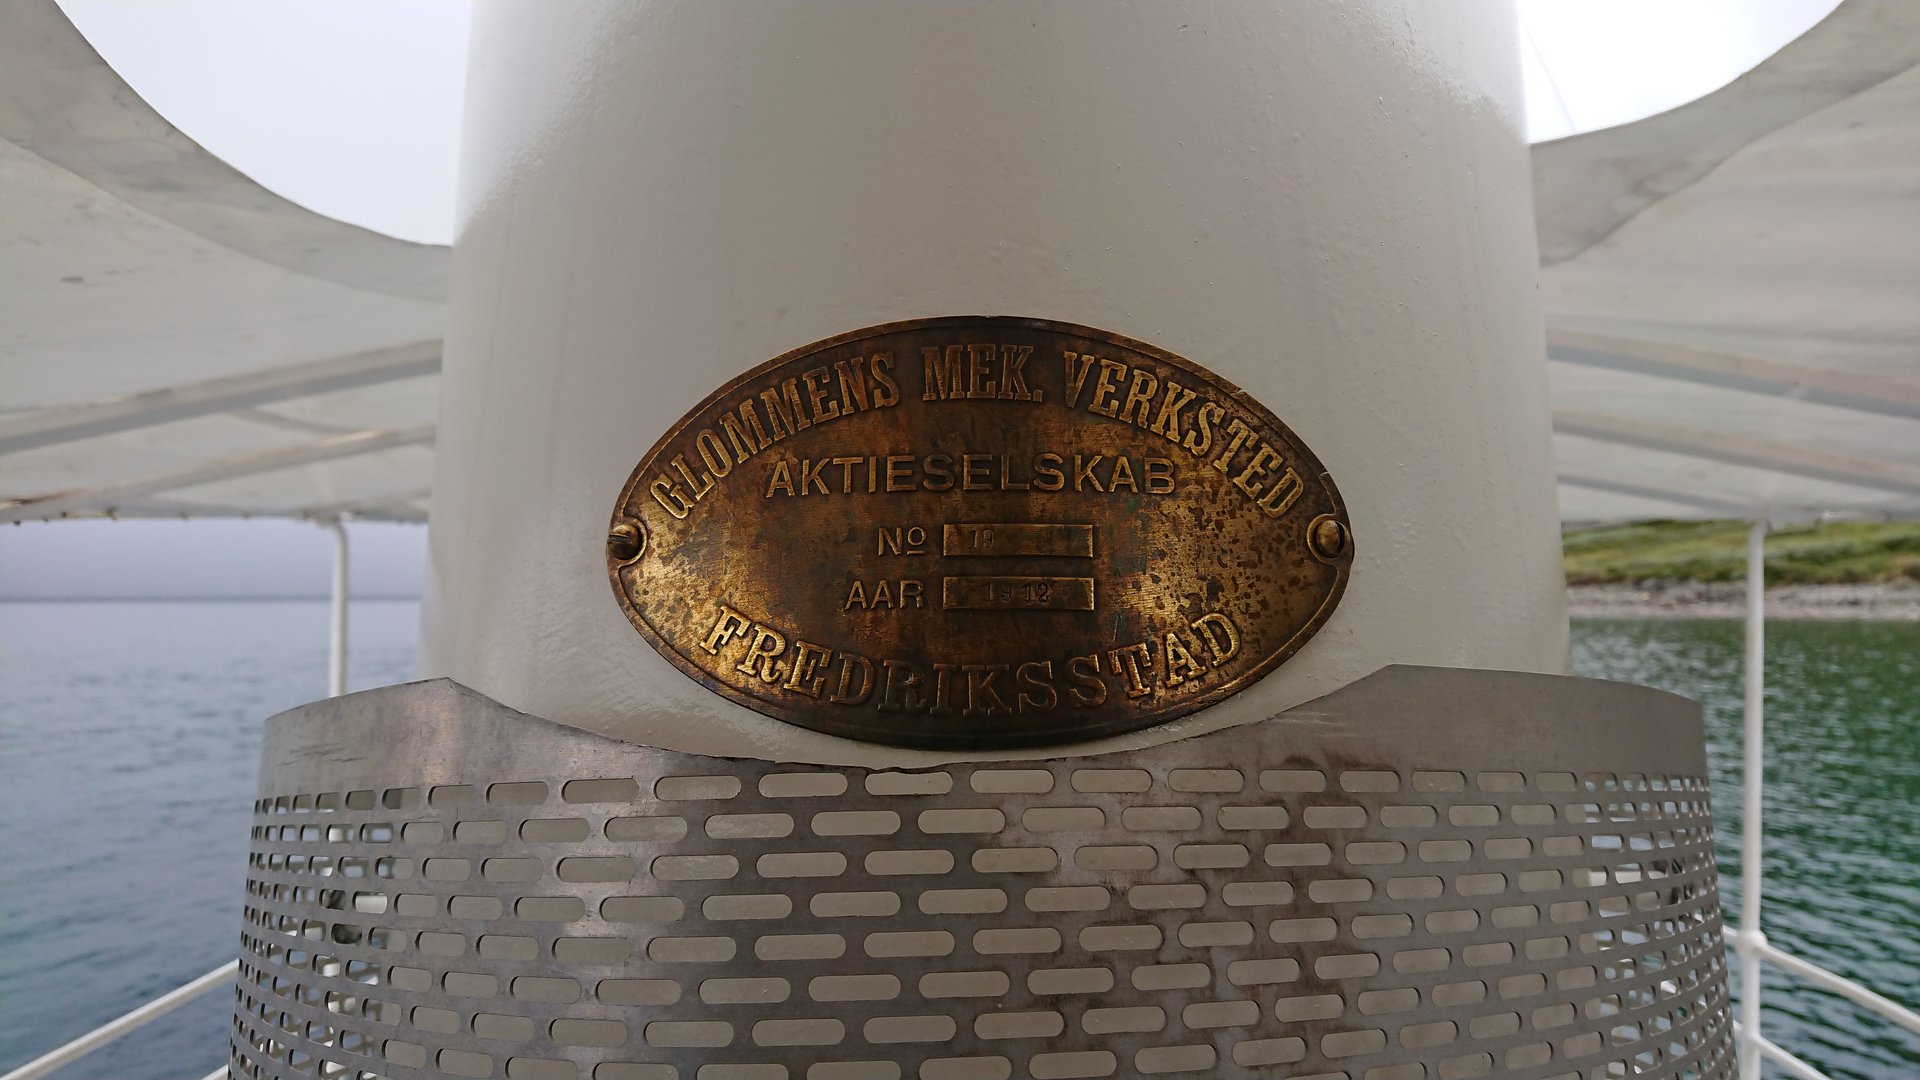 GLOMMENS MEK. VERKSTED
AKTIESELSKAB
No 19
AAR 1912
FREDRIKSSTAD